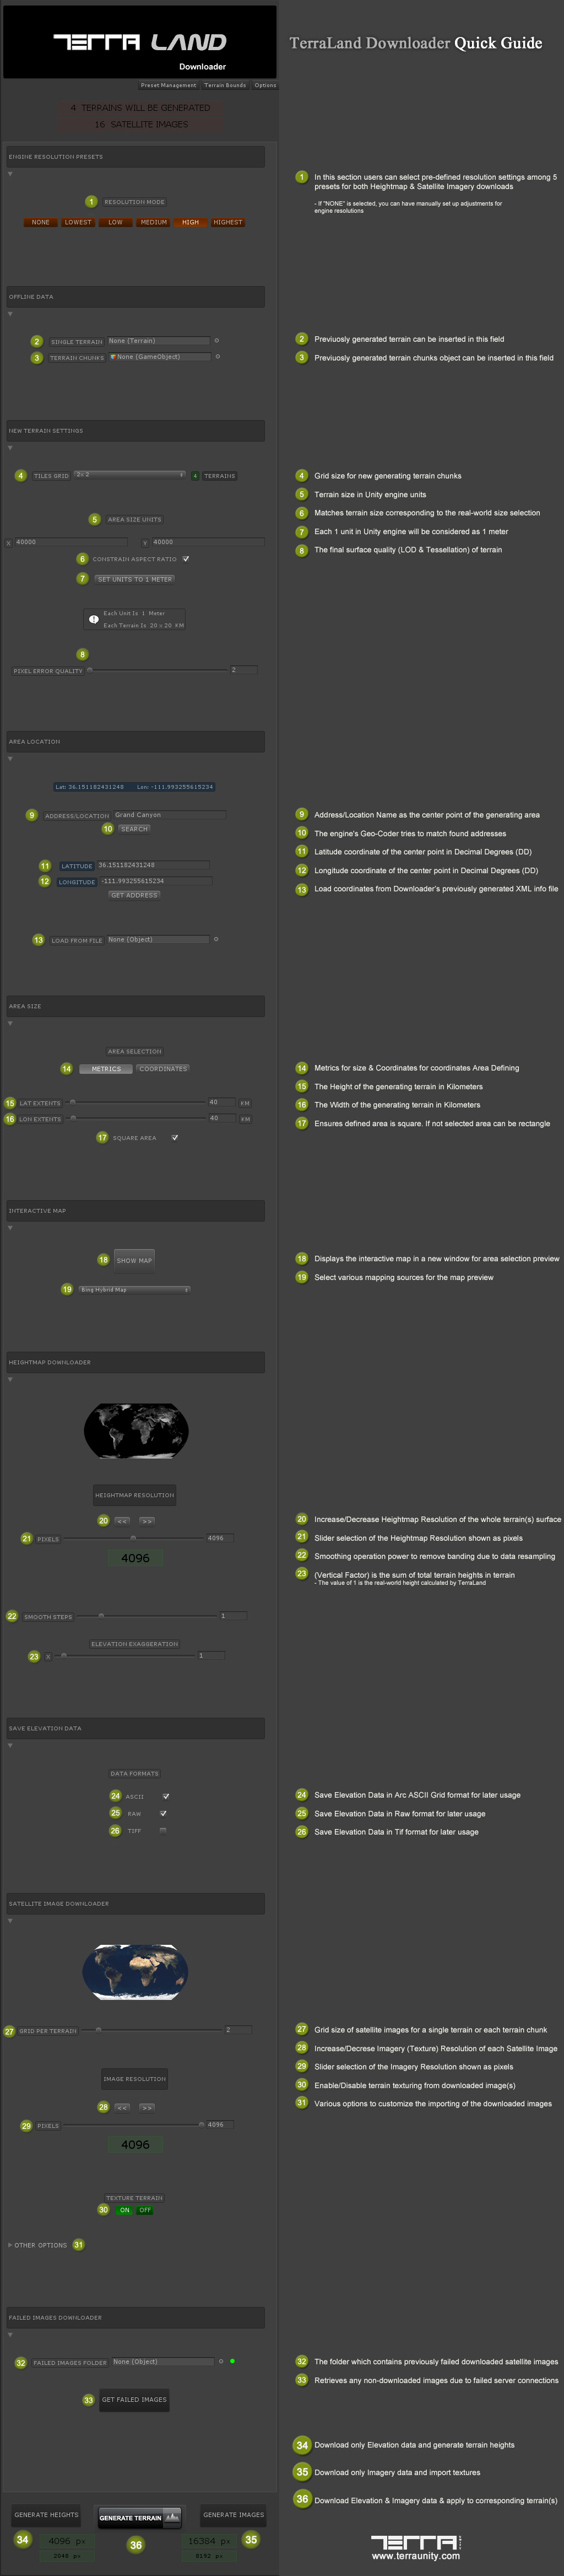 TERRA LAND
Downloader
Preset Management Terrain Bounds Options
4 TERRAINS WILL BE GENERATED
16 SATELLITE IMAGES
ENGINE RESOLUTION PRESETS
1 RESOLUTION MODE
NONE LOWEST LOW MEDIUM HIGH HIGHEST
OFFLINE DATA
2 SINGLE TERRAIN None (Terrain)
3 TERRAIN CHUNKS None (GameObject)
NEW TERRAIN SETTINGS
4 TILES GRID 2x2 4 TERRAINS
5 AREA SIZE UNITS
X 40000 Y 40000
6 CONSTRAIN ASPECT RATIO
7 SET UNITS TO 1 METER
Each Unit Is 1 Meter
Each Terrain Is 20 x 20 KM
8
PIXEL ERROR QUALITY 2
AREA LOCATION
Lat: 36.151182431248 Lon: -111.993255615234
9 ADDRESS/LOCATION Grand Canyon
10 SEARCH
11 LATITUDE 36.151182431248
12 LONGITUDE -111.993255615234
GET ADDRESS
13 LOAD FROM FILE None (Object)
AREA SIZE
AREA SELECTION
14 METRICS COORDINATES
15 LAT EXTENTS 40 KM
16 LON EXTENTS 40 KM
17 SQUARE AREA
INTERACTIVE MAP
18 SHOW MAP
19 Bing Hybrid Map
HEIGHTMAP DOWNLOADER
HEIGHTMAP RESOLUTION
20 << >>
21 PIXELS 4096
4096
22 SMOOTH STEPS 1
ELEVATION EXAGGERATION
23 X 1
SAVE ELEVATION DATA
DATA FORMATS
24 ASCII
25 RAW
26 TIFF
SATELLITE IMAGE DOWNLOADER
27 GRID PER TERRAIN 2
IMAGE RESOLUTION
28 << >>
29 PIXELS 4096
4096
TEXTURE TERRAIN
30 ON OFF
OTHER OPTIONS 31
FAILED IMAGES DOWNLOADER
32 FAILED IMAGES FOLDER None (Object)
33 GET FAILED IMAGES
GENERATE HEIGHTS GENERATE TERRAIN GENERATE IMAGES
34 4096 px 36 16384 px 35
2048 px 8192 px
TerraLand Downloader Quick Guide
1 In this section users can select pre-defined resolution settings among 5
presets for both Heightmap & Satellite Imagery downloads
- If "NONE" is selected, you can have manually set up adjustments for
engine resolutions
2 Previuosly generated terrain can be inserted in this field
3 Previuosly generated terrain chunks object can be inserted in this field
4 Grid size for new generating terrain chunks
5 Terrain size in Unity engine units
6 Matches terrain size corresponding to the real-world size selection
7 Each 1 unit in Unity engine will be considered as 1 meter
8 The final surface quality (LOD & Tessellation) of terrain
9 Address/Location Name as the center point of the generating area
10 The engine's Geo-Coder tries to match found addresses
11 Latitude coordinate of the center point in Decimal Degrees (DD)
12 Longitude coordinate of the center point in Decimal Degrees (DD)
13 Load coordinates from Downloader's previously generated XML info file
14 Metrics for size & Coordinates for coordinates Area Defining
15 The Height of the generating terrain in Kilometers
16 The Width of the generating terrain in Kilometers
17 Ensures defined area is square. If not selected area can be rectangle
18 Displays the interactive map in a new window for area selection preview
19 Select various mapping sources for the map preview
20 Increase/Decrease Heightmap Resolution of the whole terrain(s) surface
21 Slider selection of the Heightmap Resolution shown as pixels
22 Smoothing operation power to remove banding due to data resampling
23 (Vertical Factor) is the sum of total terrain heights in terrain
- The value of 1 is the real-world height calculated by TerraLand
24 Save Elevation Data in Arc ASCII Grid format for later usage
25 Save Elevation Data in Raw format for later usage
26 Save Elevation Data in Tif format for later usage
27 Grid size of satellite images for a single terrain or each terrain chunk
28 Increase/Decrese Imagery (Texture) Resolution of each Satellite Image
29 Slider selection of the Imagery Resolution shown as pixels
30 Enable/Disable terrain texturing from downloaded image(s)
31 Various options to customize the importing of the downloaded images
32 The folder which contains previously failed downloaded satellite images
33 Retrieves any non-downloaded images due to failed server connections
34 Download only Elevation data and generate terrain heights
35 Download only Imagery data and import textures
36 Download Elevation & Imagery data & apply to corresponding terrain(s)
TERRA
www.terraunity.com